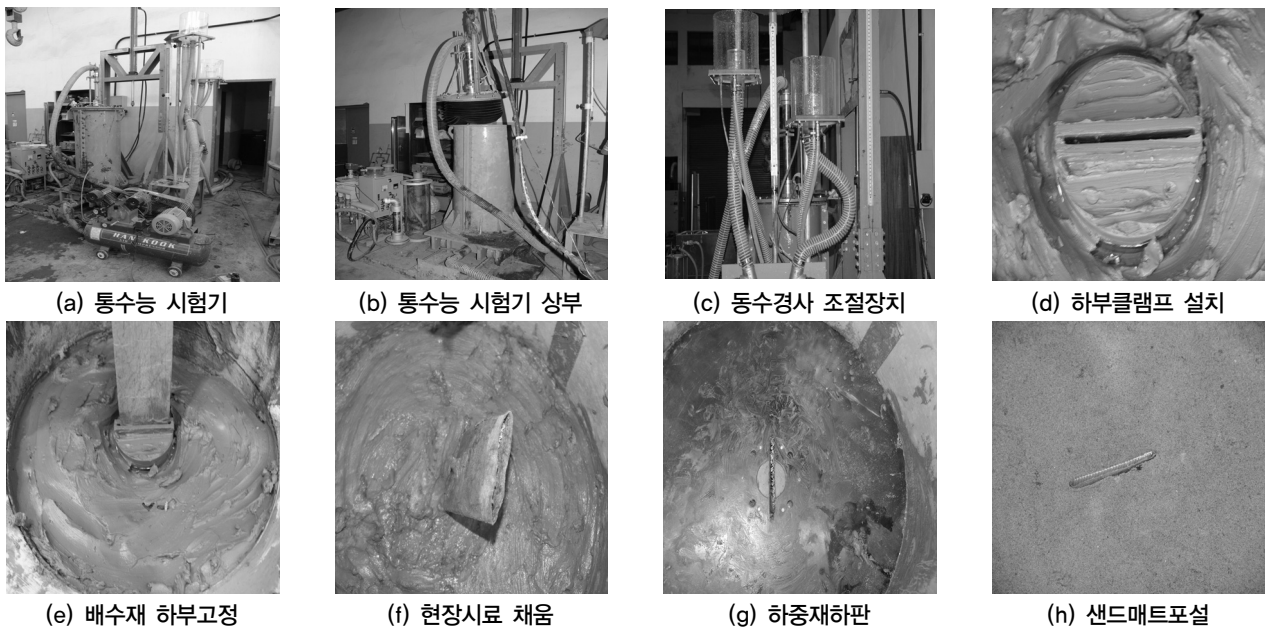 HAN KOOK
(a) 통수능 시험기
(b) 통수능 시험기 상부
(c) 동수경사 조절장치
(d) 하부클램프 설치
(e) 배수재 하부고정
(f) 현장시료 채움
(g) 하중재하판
(h) 샌드매트포설